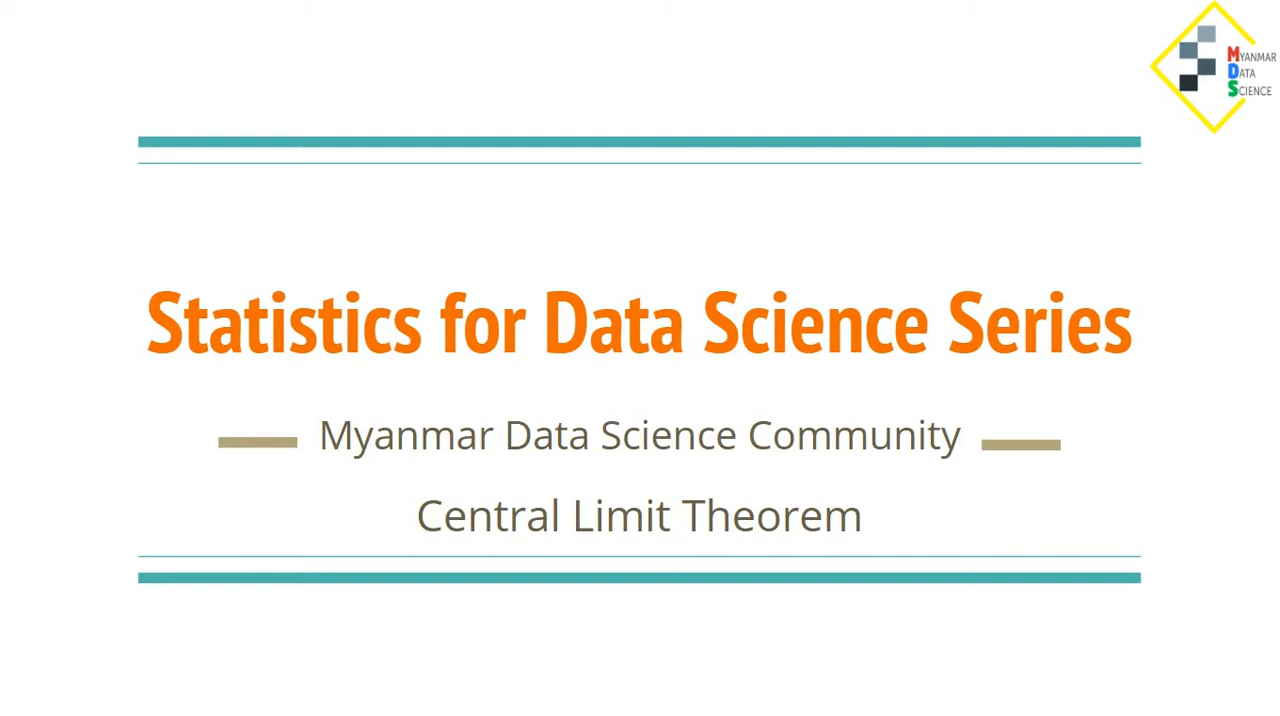 MYANMAR
DATA
SCIENCE
Statistics for Data Science Series
Myanmar Data Science Community
Central Limit Theorem